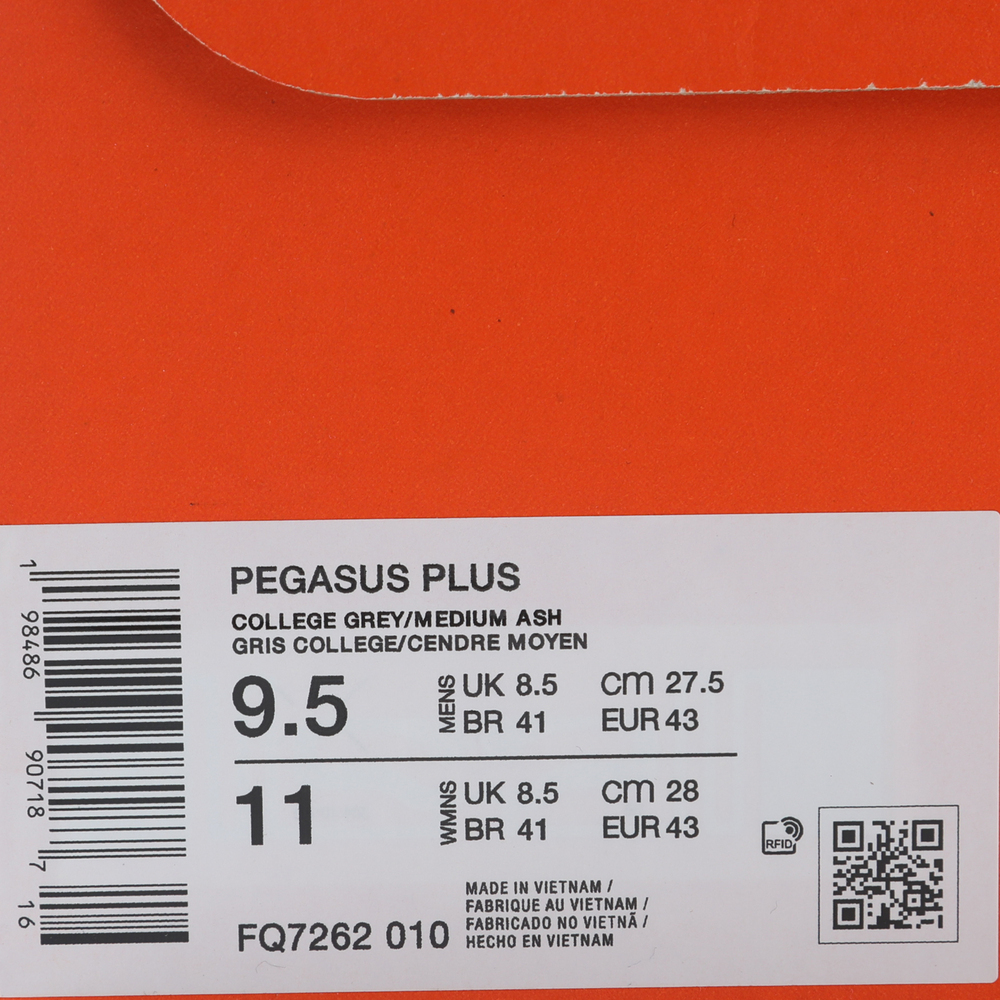 PEGASUS PLUS
COLLEGE GREY/MEDIUM ASH
GRIS COLLEGE/CENDRE MOYEN
9.5 MENS UK 8.5 CM 27.5
BR 41 EUR 43
11 WMNS UK 8.5 CM 28
BR 41 EUR 43
FQ7262 010
MADE IN VIETNAM /
FABRIQUE AU VIETNAM /
FABRICADO NO VIETNÃ /
HECHO EN VIETNAM
RFID
1 98486 90718 7 16